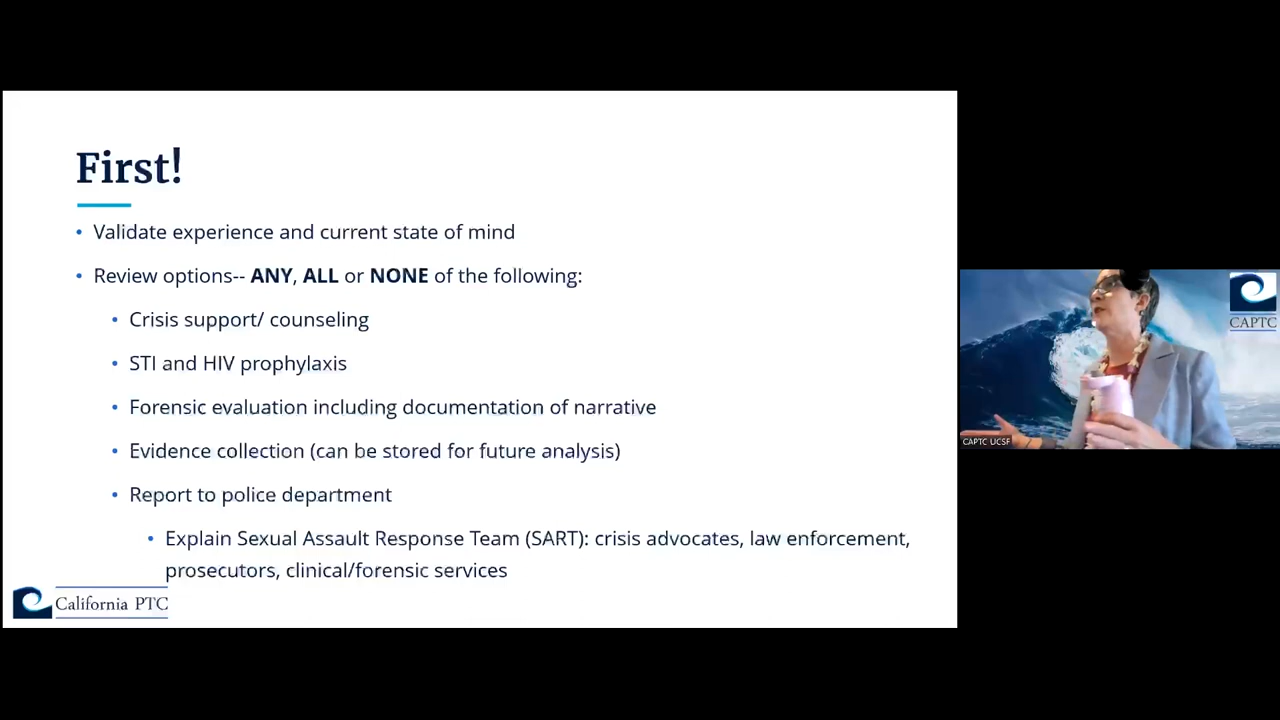 First!
• Validate experience and current state of mind
• Review options-- ANY, ALL or NONE of the following:
• Crisis support/ counseling
• STI and HIV prophylaxis
• Forensic evaluation including documentation of narrative
• Evidence collection (can be stored for future analysis)
• Report to police department
• Explain Sexual Assault Response Team (SART): crisis advocates, law enforcement,
prosecutors, clinical/forensic services
California PTC
CAPTC
CAPTC UCSF